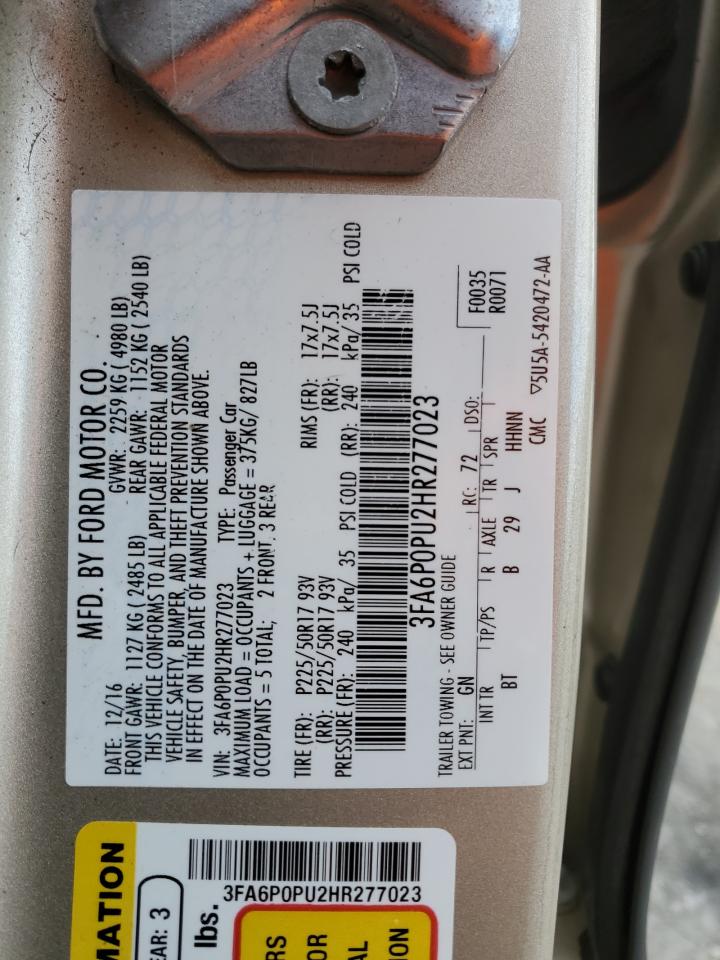 MFD. BY FORD MOTOR CO.
DATE: 12/16 GVWR: 2259 KG ( 4980 LB)
FRONT GAWR: 1127 KG ( 2485 LB) REAR GAWR: 1152 KG ( 2540 LB)
THIS VEHICLE CONFORMS TO ALL APPLICABLE FEDERAL MOTOR
VEHICLE SAFETY, BUMPER, AND THEFT PREVENTION STANDARDS
IN EFFECT ON THE DATE OF MANUFACTURE SHOWN ABOVE.
VIN: 3FA6P0PU2HR277023 TYPE: Passenger Car
MAXIMUM LOAD = OCCUPANTS + LUGGAGE = 375KG/ 827LB
OCCUPANTS = 5 TOTAL; 2 FRONT, 3 REAR
TIRE (FR): P225/50R17 93V RIMS (FR): 17x7.5J
(RR): P225/50R17 93V (RR): 17x7.5J
PRESSURE (FR): 240 kPa/ 35 PSI COLD (RR): 240 kPa/ 35 PSI COLD
3FA6P0PU2HR277023
TRAILER TOWING - SEE OWNER GUIDE
EXT PNT: GN RC: 72 DSO: F0035
R0071
INT TR TP/PS R AXLE TR SPR
BT B 29 J HHNN
CMC ▽5U5A-5420472-AA
MATION
EAR: 3
lbs.
3FA6P0PU2HR277023
RS
OR
AL
ION